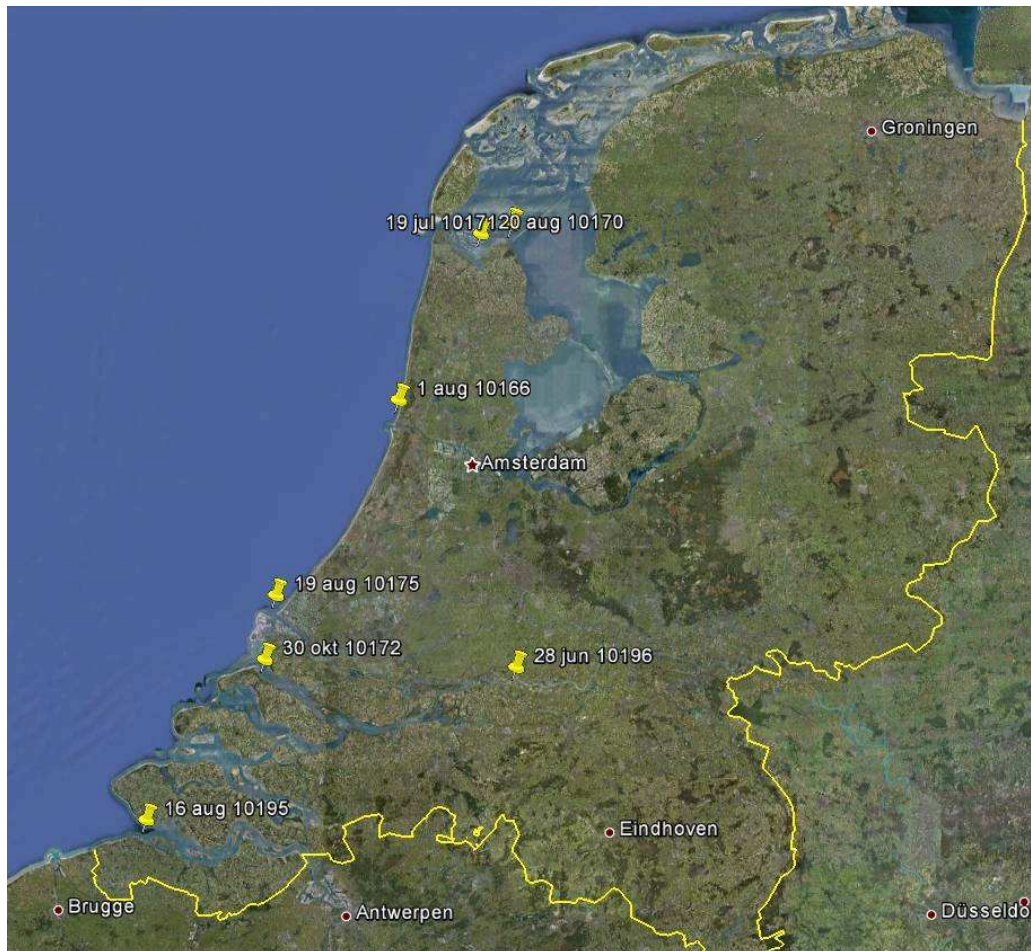 Groningen
19 jul 1017120 aug 10170
1 aug 10166
Amsterdam
19 aug 10175
30 okt 10172
28 jun 10196
16 aug 10195
Eindhoven
Brugge
Antwerpen
Düsseldo